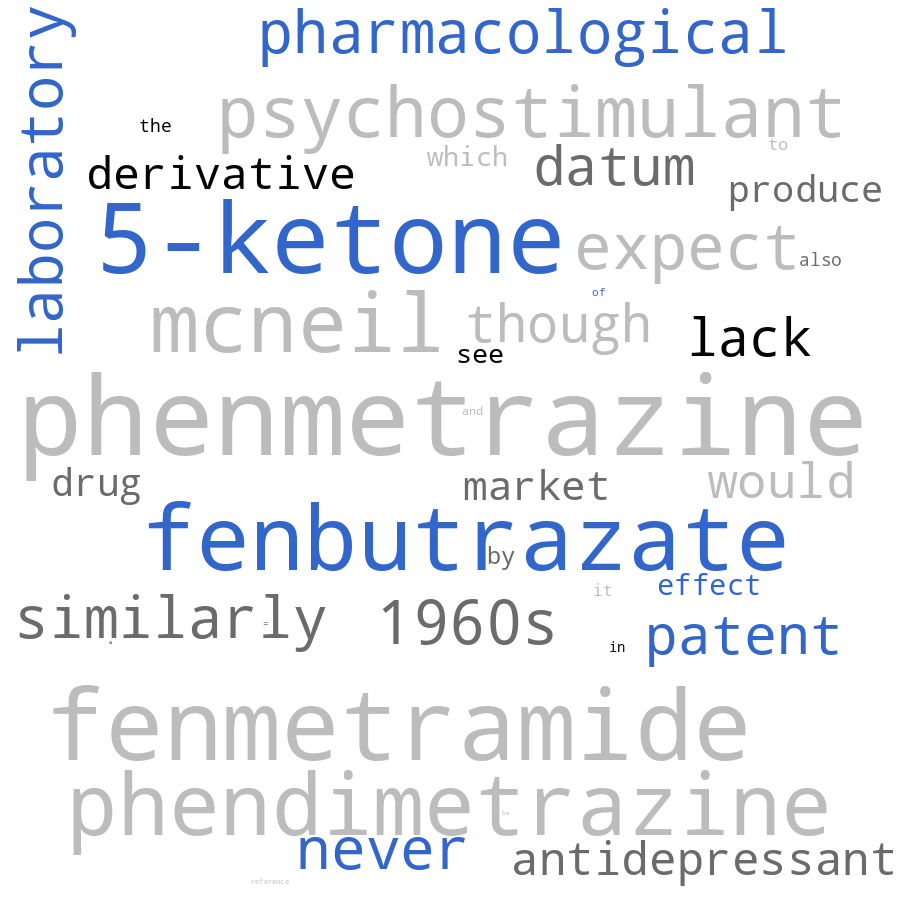 laboratory
pharmacological
psychostimulant
the
which
to
derivative
datum
produce
5-ketone
expect
also
of
mcneil
though
see
lack
phenmetrazine
and
drug
market
would
fenbutrazate
by
effect
it
similarly
=
1960s
in
patent
fenmetramide
phendimetrazine
be
never
antidepressant
reference